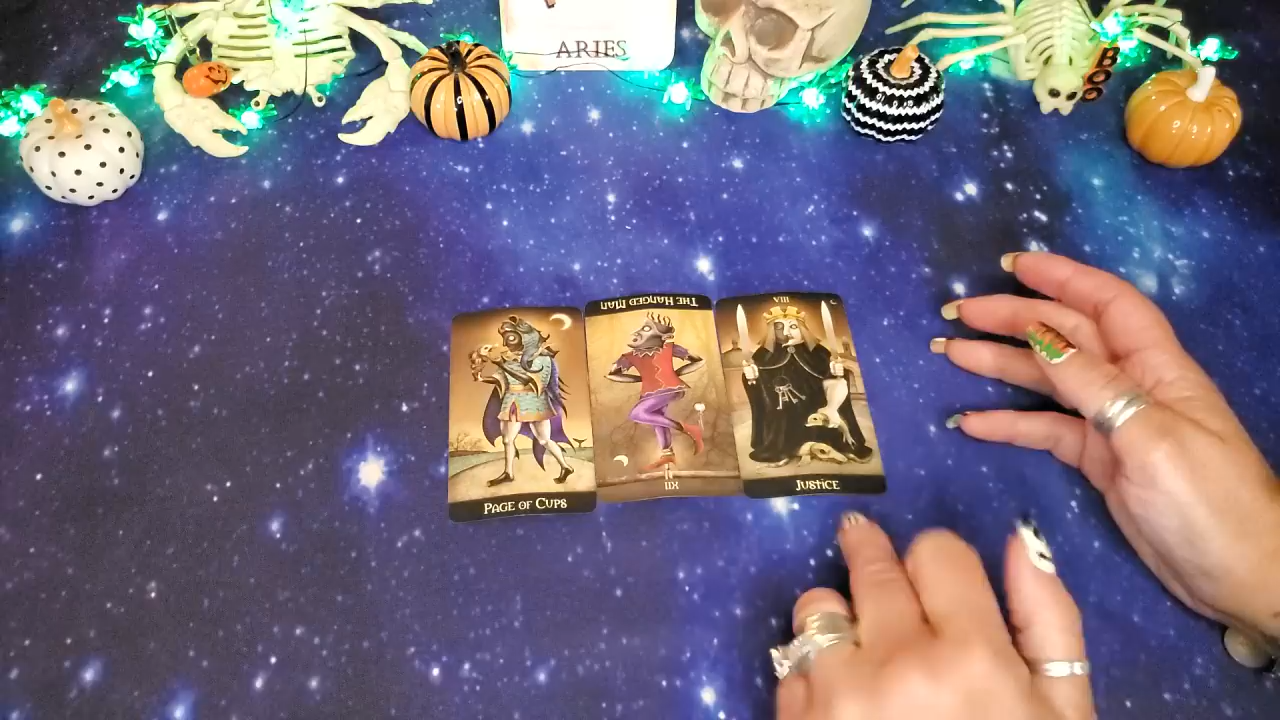 ARIES
BOO
THE HANGED MAN
VIII
PAGE OF CUPS
XII
JUSTICE